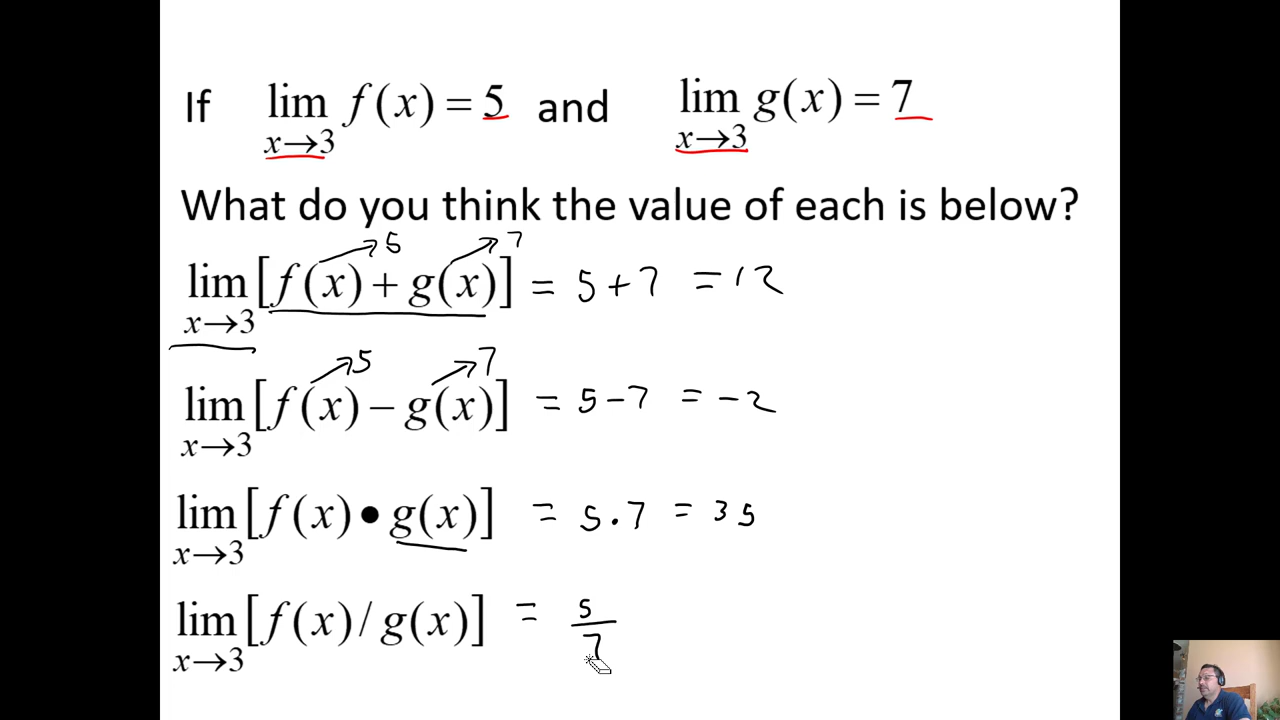 If lim x→3 f(x) = 5 and lim x→3 g(x) = 7
What do you think the value of each is below?
5 7
lim x→3 [f(x) + g(x)] = 5 + 7 = 12
5 7
lim x→3 [f(x) − g(x)] = 5 − 7 = −2
lim x→3 [f(x) • g(x)] = 5 · 7 = 35
lim x→3 [f(x) / g(x)] = 5/7